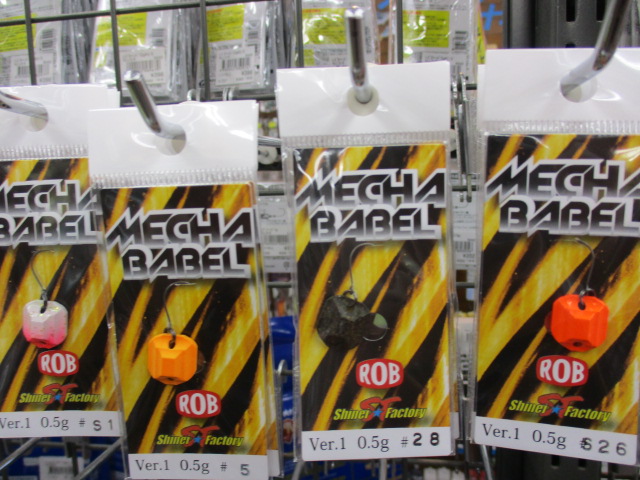 MECHA
BABEL
ROB
Shinei Factory
Ver.1 0.5g # S1
MECHA
BABEL
ROB
Shinei Factory
Ver.1 0.5g # 5
MECHA
BABEL
ROB
Shinei Factory
Ver.1 0.5g # 28
MECHA
BABEL
ROB
Shinei Factory
Ver.1 0.5g S26